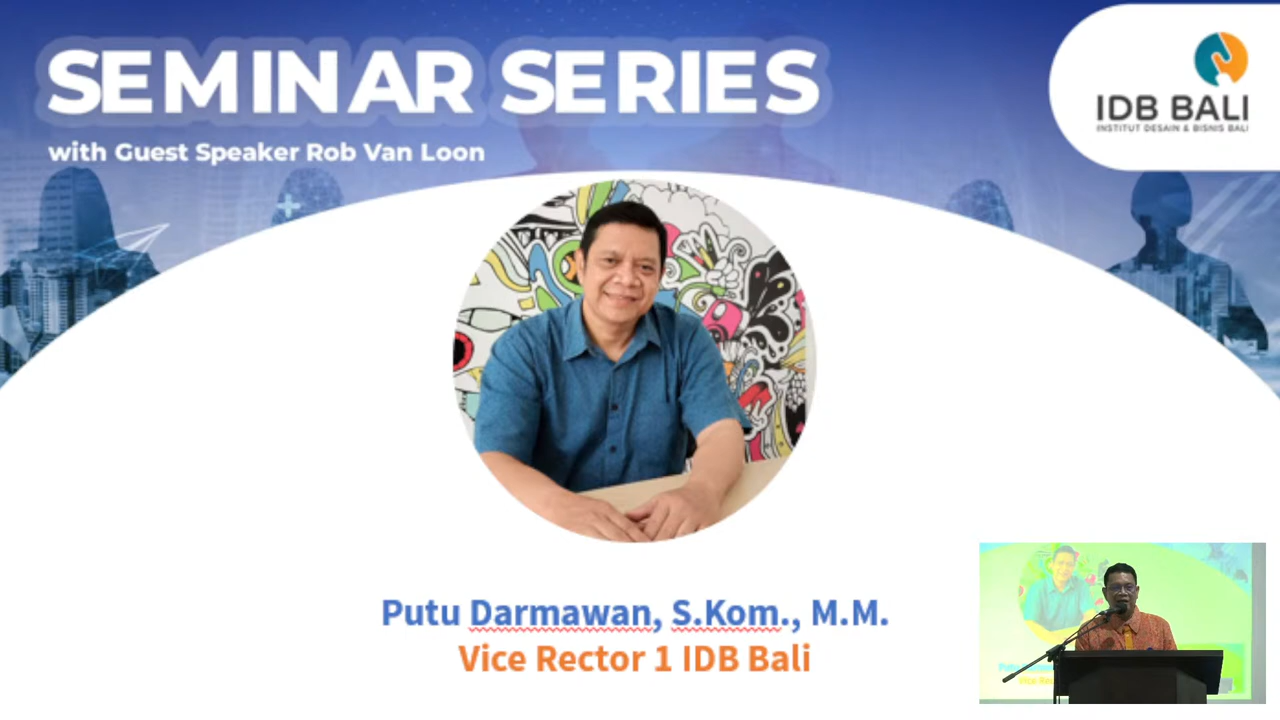 SEMINAR SERIES
with Guest Speaker Rob Van Loon
IDB BALI
INSTITUT DESAIN & BISNIS BALI
Putu Darmawan, S.Kom., M.M.
Vice Rector 1 IDB Bali